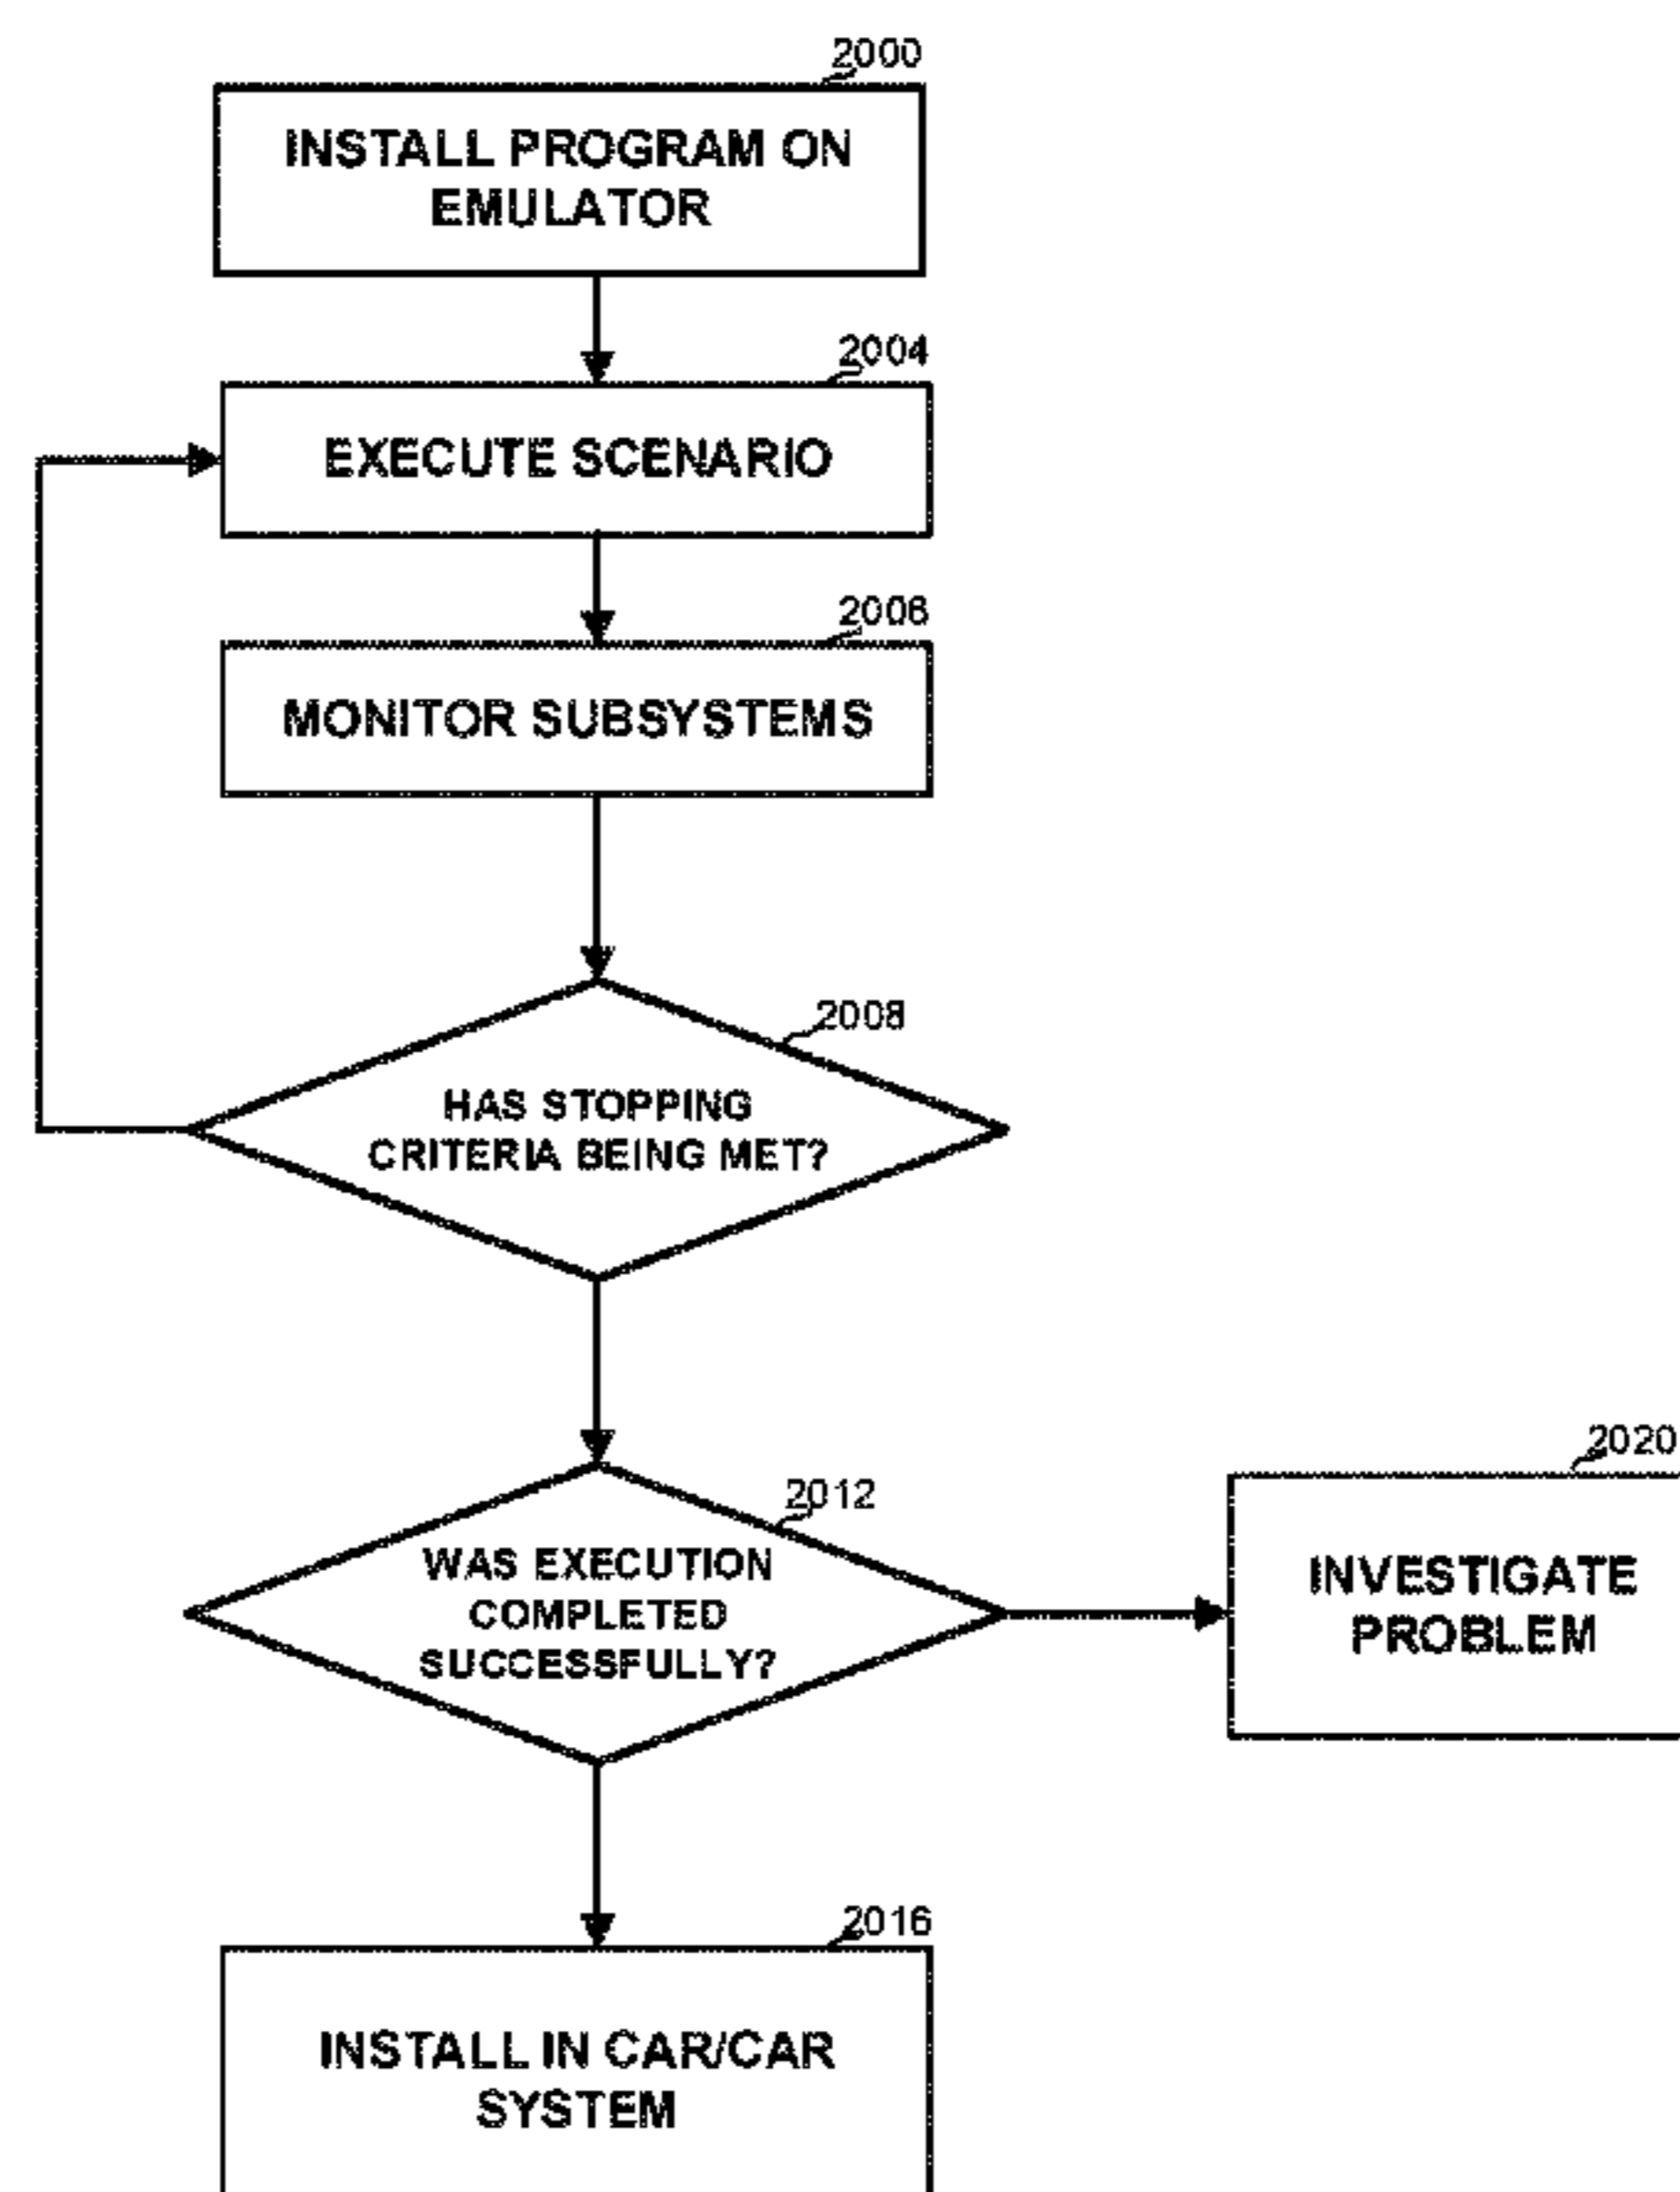 2000
INSTALL PROGRAM ON
EMULATOR
2004
EXECUTE SCENARIO
2006
MONITOR SUBSYSTEMS
2008
HAS STOPPING
CRITERIA BEING MET?
2012
WAS EXECUTION
COMPLETED
SUCCESSFULLY?
2020
INVESTIGATE
PROBLEM
2016
INSTALL IN CAR/CAR
SYSTEM